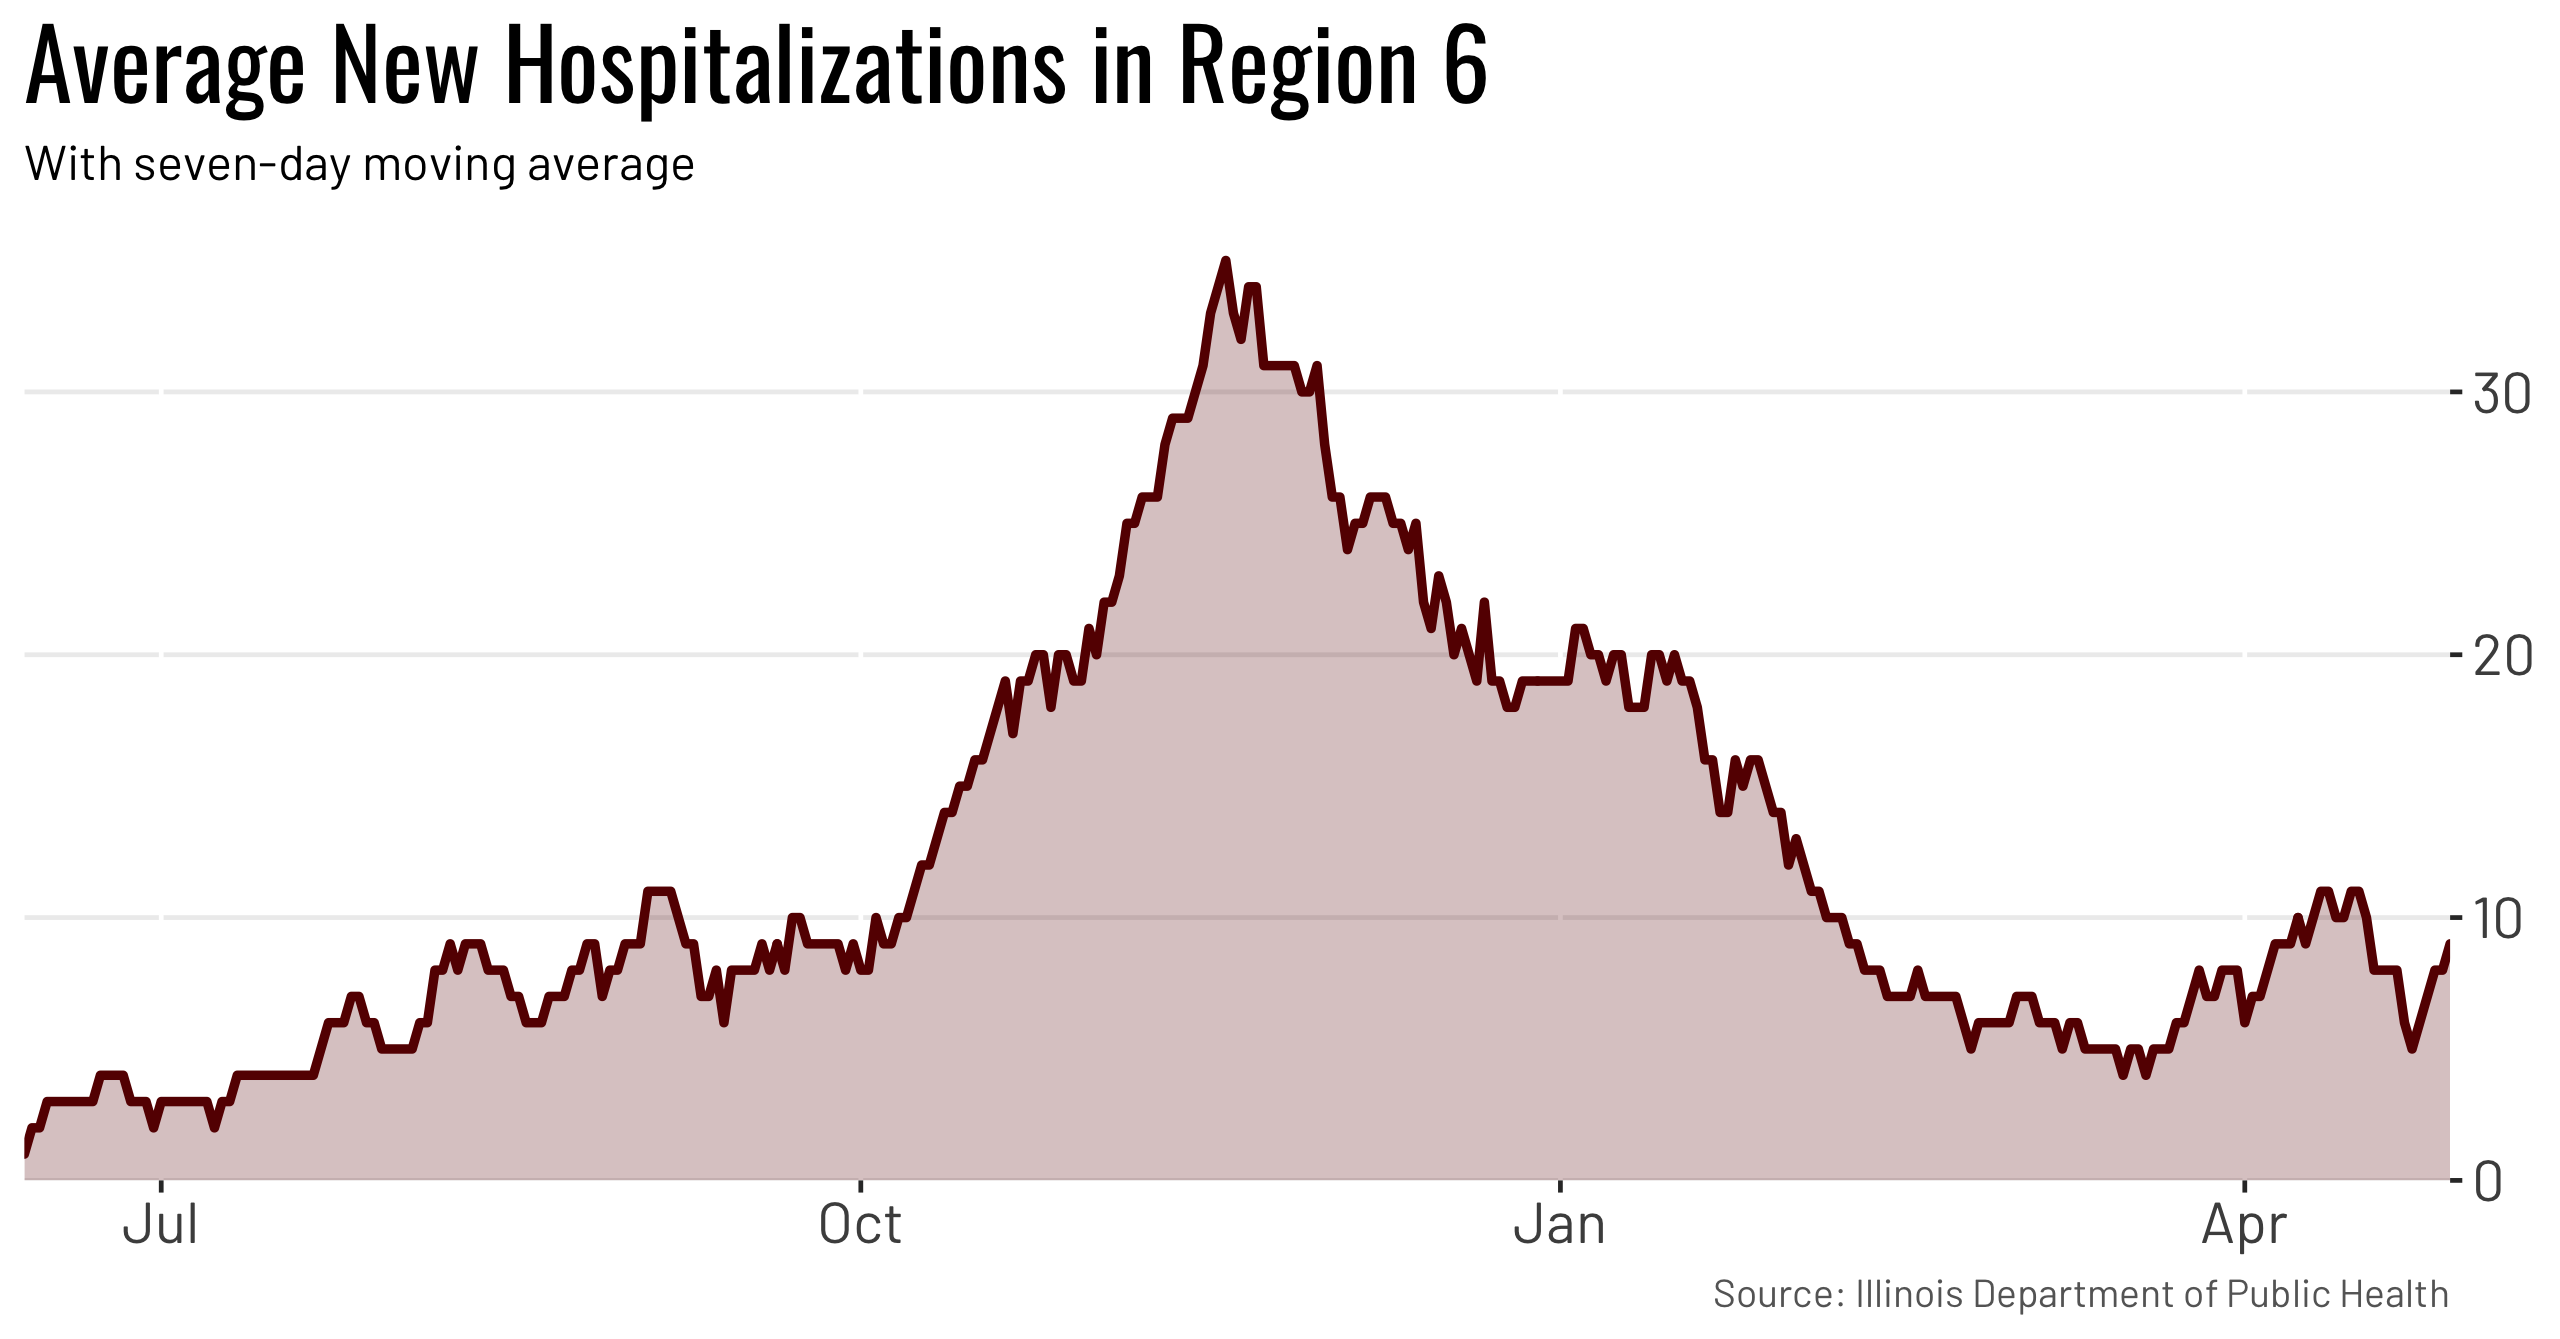 Average New Hospitalizations in Region 6
With seven-day moving average
30
20
10
0
Jul Oct Jan Apr
Source: Illinois Department of Public Health